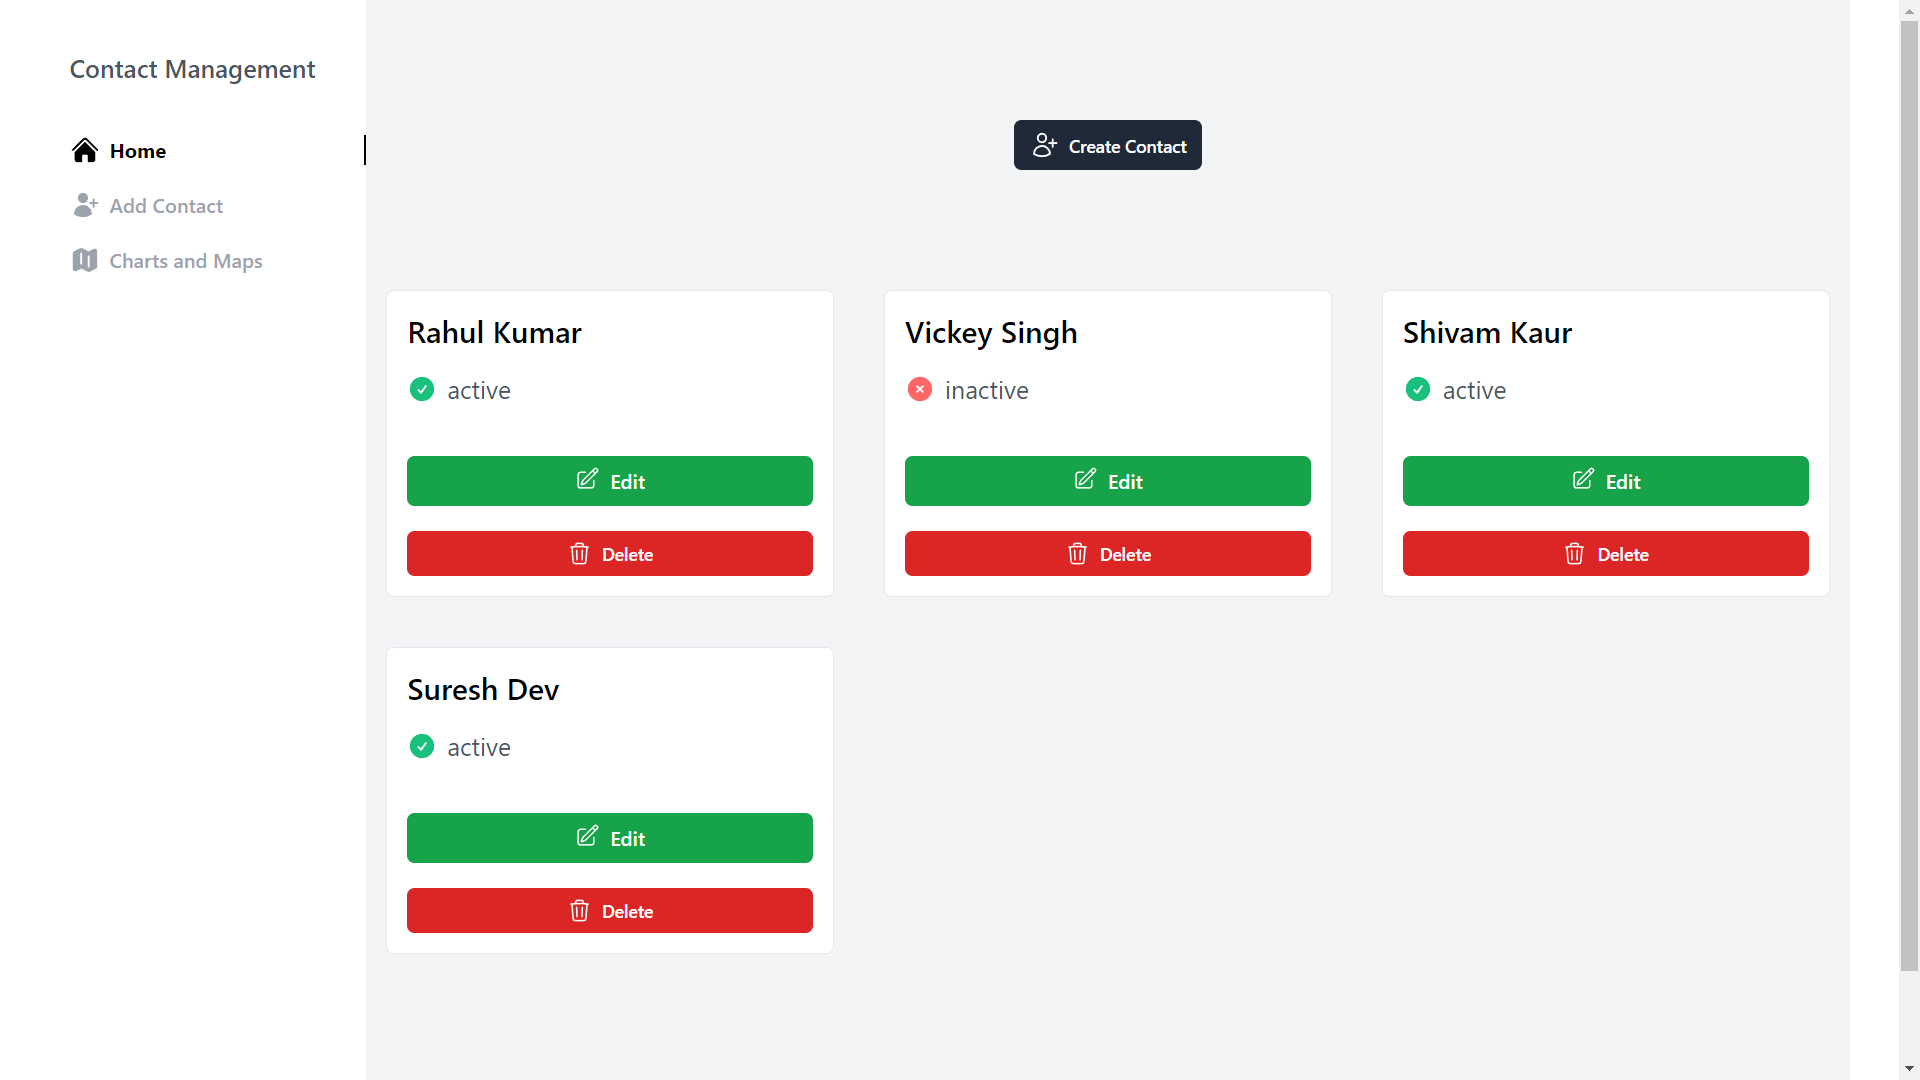 Contact Management
Home
Add Contact
Charts and Maps
Create Contact
Rahul Kumar
active
Edit
Delete
Vickey Singh
inactive
Edit
Delete
Shivam Kaur
active
Edit
Delete
Suresh Dev
active
Edit
Delete